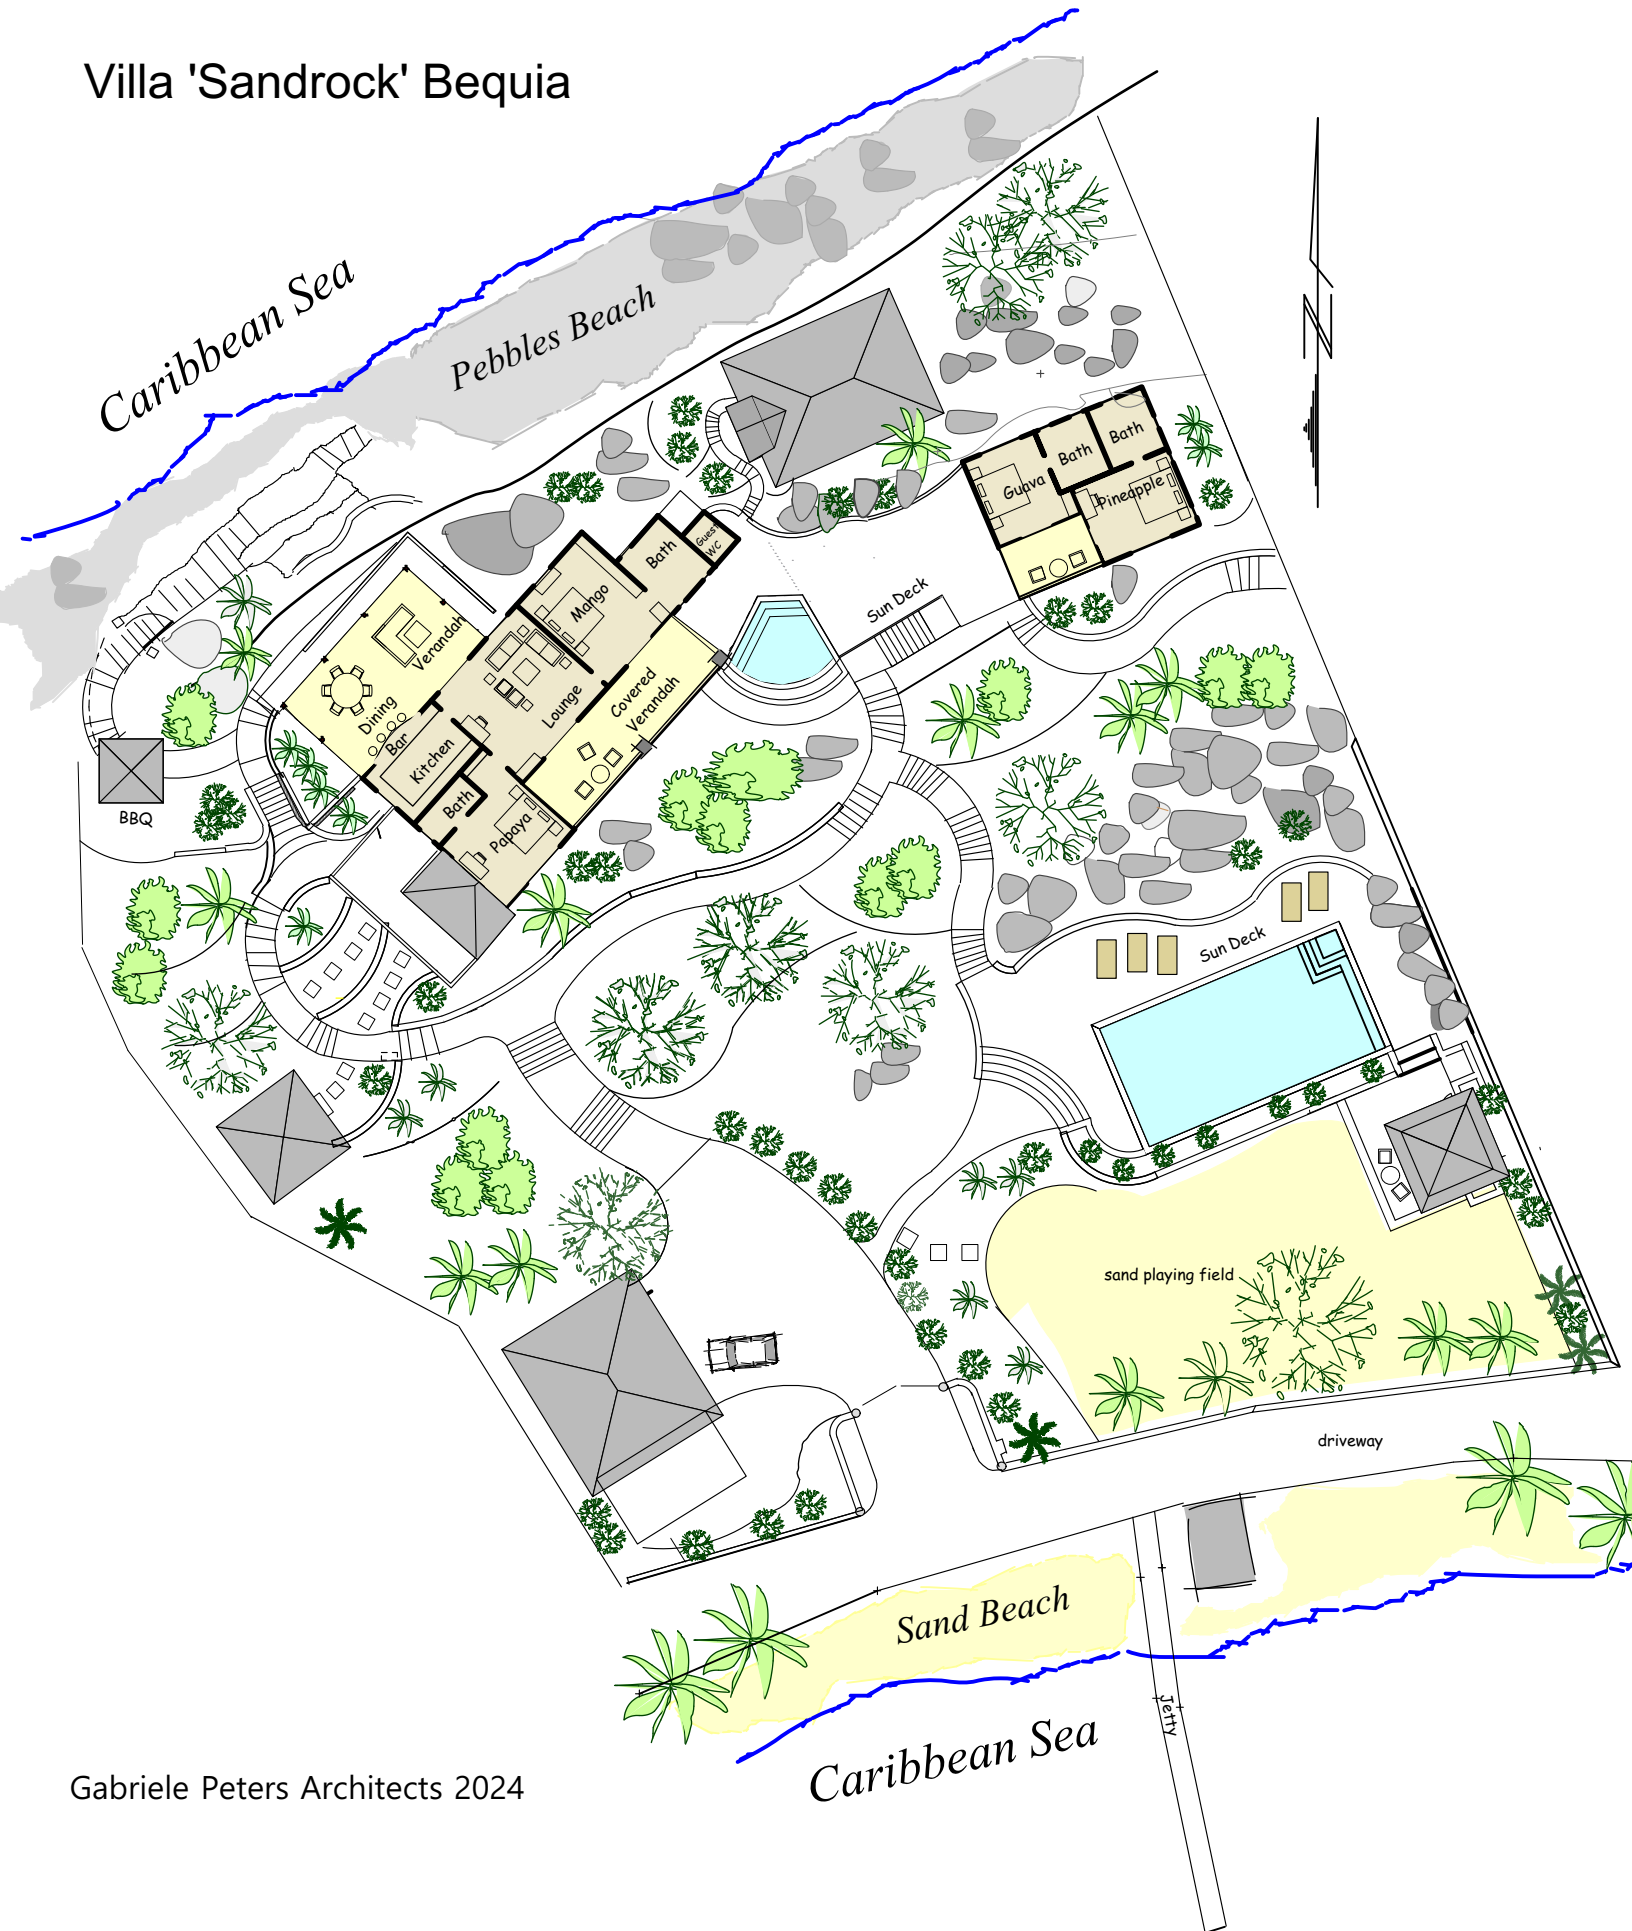 Villa 'Sandrock' Bequia
Caribbean Sea
Pebbles Beach
N
Bath
Bath
Guava
Pineapple
Guest
WC
Bath
Mango
Sun Deck
Verandah
Dining
Lounge
Covered
Verandah
Bar
Kitchen
Bath
Papaya
BBQ
Sun Deck
sand playing field
driveway
Sand Beach
Jetty
Caribbean Sea
Gabriele Peters Architects 2024